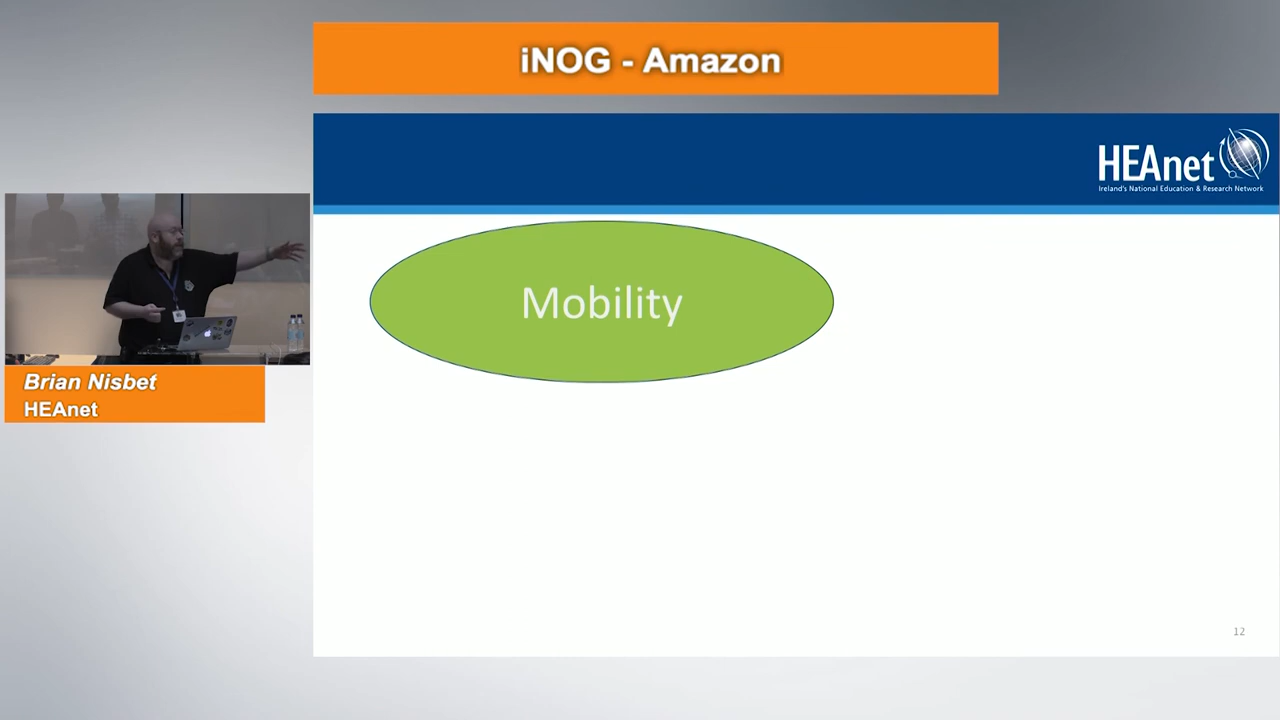 iNOG - Amazon
HEAnet
Ireland's National Education & Research Network
Mobility
Brian Nisbet
HEAnet
12